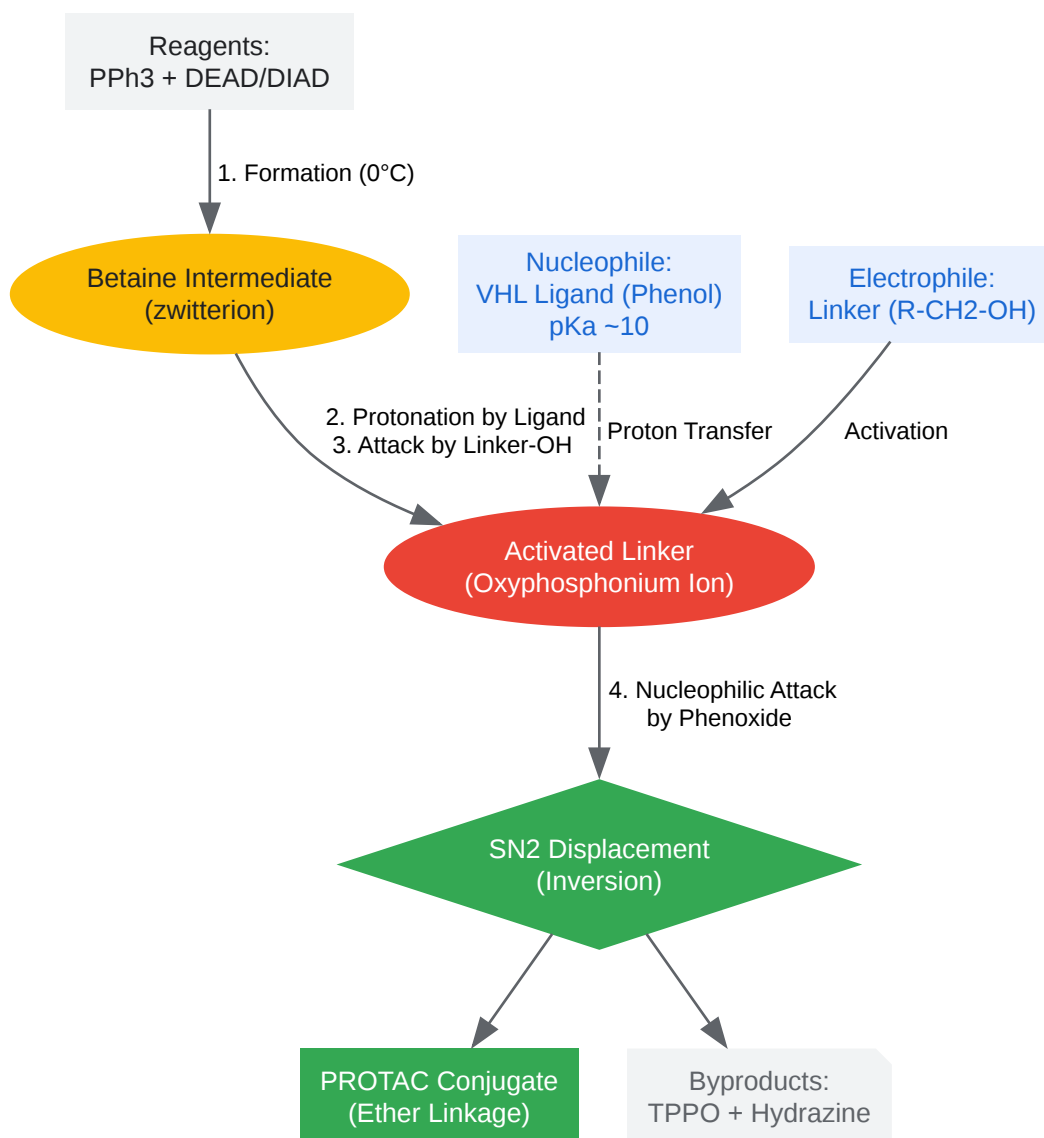 Reagents:
PPh3 + DEAD/DIAD
1. Formation (0°C)
Betaine Intermediate
(zwitterion)
Nucleophile:
VHL Ligand (Phenol)
pKa ~10
Electrophile:
Linker (R-CH2-OH)
2. Protonation by Ligand
3. Attack by Linker-OH
Proton Transfer
Activation
Activated Linker
(Oxyphosphonium Ion)
4. Nucleophilic Attack
by Phenoxide
SN2 Displacement
(Inversion)
PROTAC Conjugate
(Ether Linkage)
Byproducts:
TPPO + Hydrazine